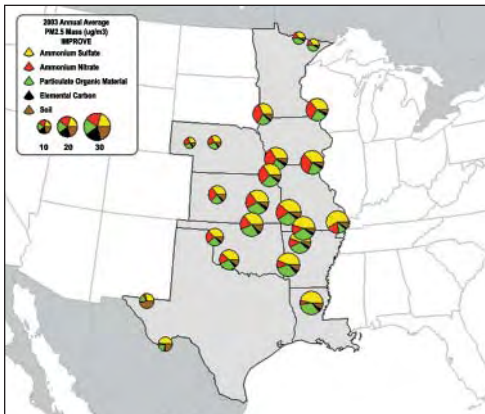 2003 Annual Average
PM2.5 Mass (ug/m3)
IMPROVE
Ammonium Sulfate
Ammonium Nitrate
Particulate Organic Material
Elemental Carbon
Soil
10 20 30